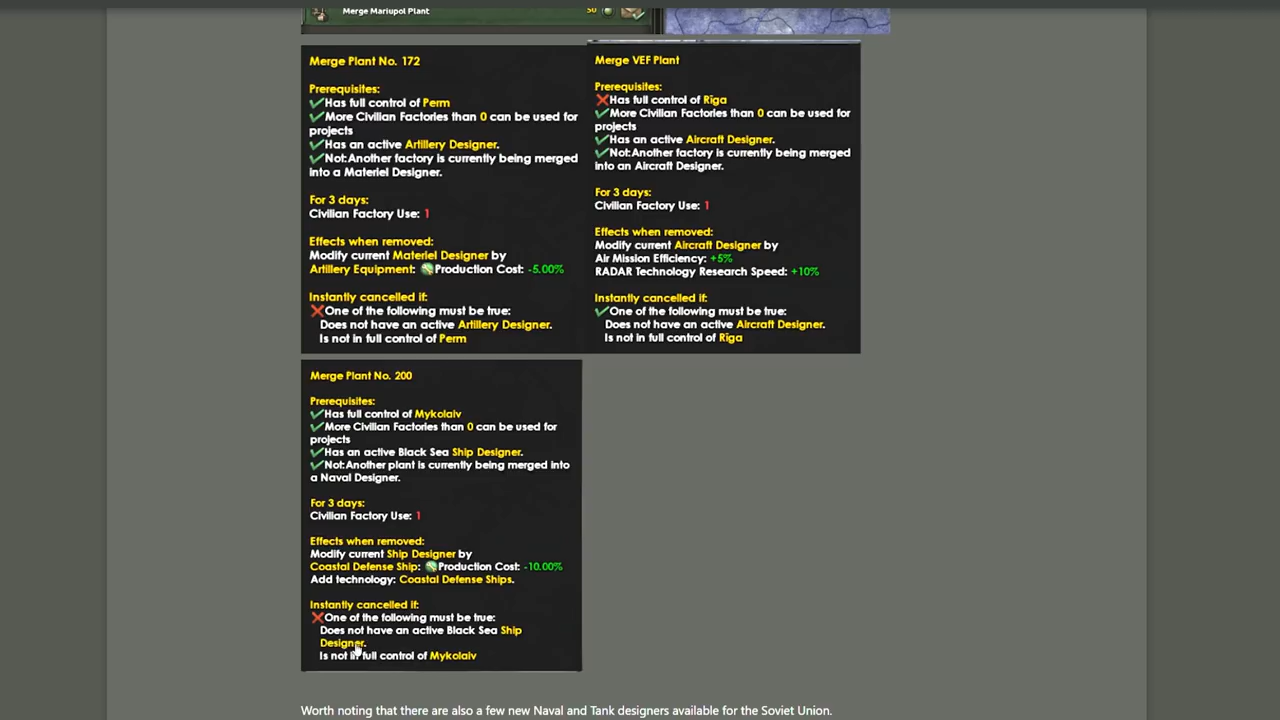 Merge Mariupol Plant
50
Merge Plant No. 172
Prerequisites:
Has full control of Perm
More Civilian Factories than 0 can be used for
projects
Has an active Artillery Designer.
Not: Another factory is currently being merged
into a Materiel Designer.
For 3 days:
Civilian Factory Use: 1
Effects when removed:
Modify current Materiel Designer by
Artillery Equipment: Production Cost: -5.00%
Instantly cancelled if:
One of the following must be true:
Does not have an active Artillery Designer.
Is not in full control of Perm
Merge VEF Plant
Prerequisites:
Has full control of Rīga
More Civilian Factories than 0 can be used for
projects
Has an active Aircraft Designer.
Not: Another factory is currently being merged
into an Aircraft Designer.
For 3 days:
Civilian Factory Use: 1
Effects when removed:
Modify current Aircraft Designer by
Air Mission Efficiency: +5%
RADAR Technology Research Speed: +10%
Instantly cancelled if:
One of the following must be true:
Does not have an active Aircraft Designer.
Is not in full control of Rīga
Merge Plant No. 200
Prerequisites:
Has full control of Mykolaiv
More Civilian Factories than 0 can be used for
projects
Has an active Black Sea Ship Designer.
Not: Another plant is currently being merged into
a Naval Designer.
For 3 days:
Civilian Factory Use: 1
Effects when removed:
Modify current Ship Designer by
Coastal Defense Ship: Production Cost: -10.00%
Add technology: Coastal Defense Ships.
Instantly cancelled if:
One of the following must be true:
Does not have an active Black Sea Ship
Designer.
Is not in full control of Mykolaiv
Worth noting that there are also a few new Naval and Tank designers available for the Soviet Union.